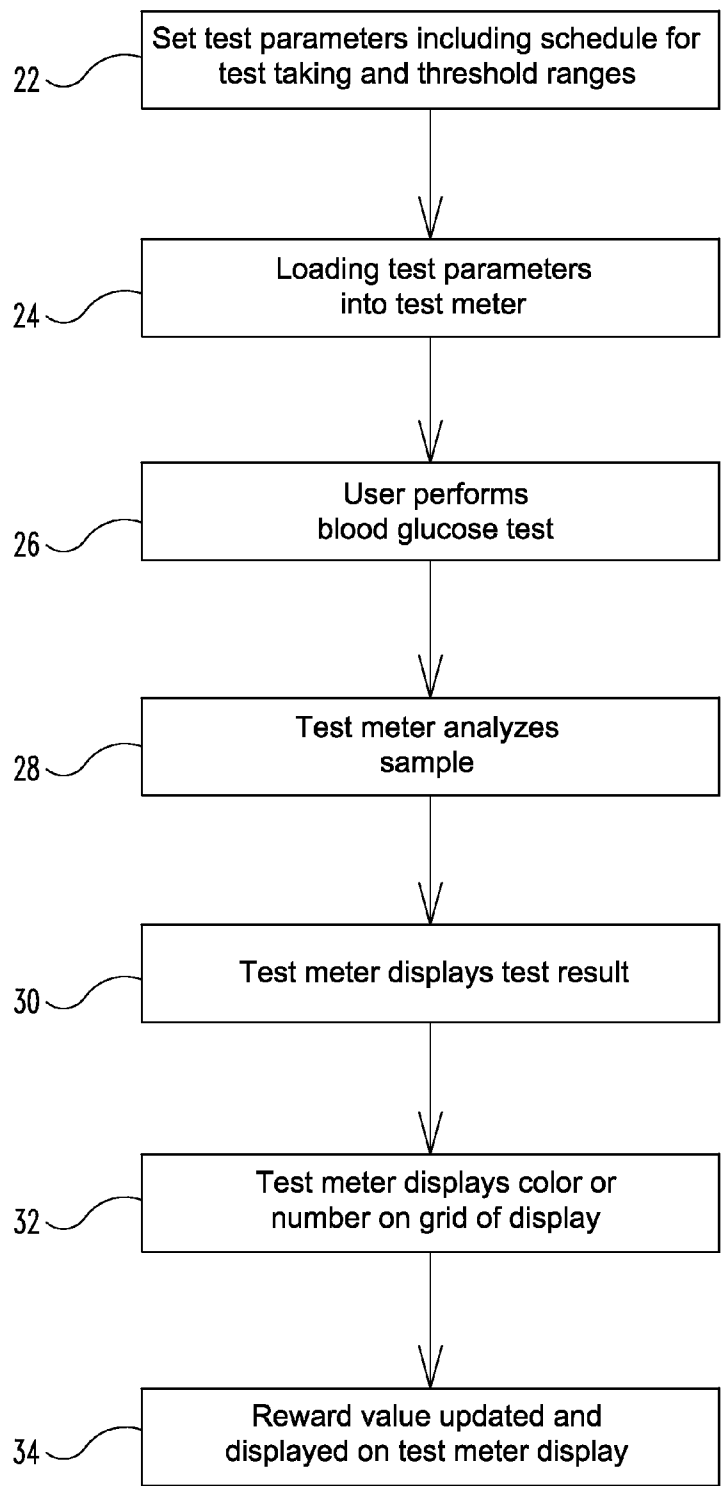 Set test parameters including schedule for
test taking and threshold ranges
22
Loading test parameters
into test meter
24
User performs
blood glucose test
26
Test meter analyzes
sample
28
Test meter displays test result
30
Test meter displays color or
number on grid of display
32
Reward value updated and
displayed on test meter display
34